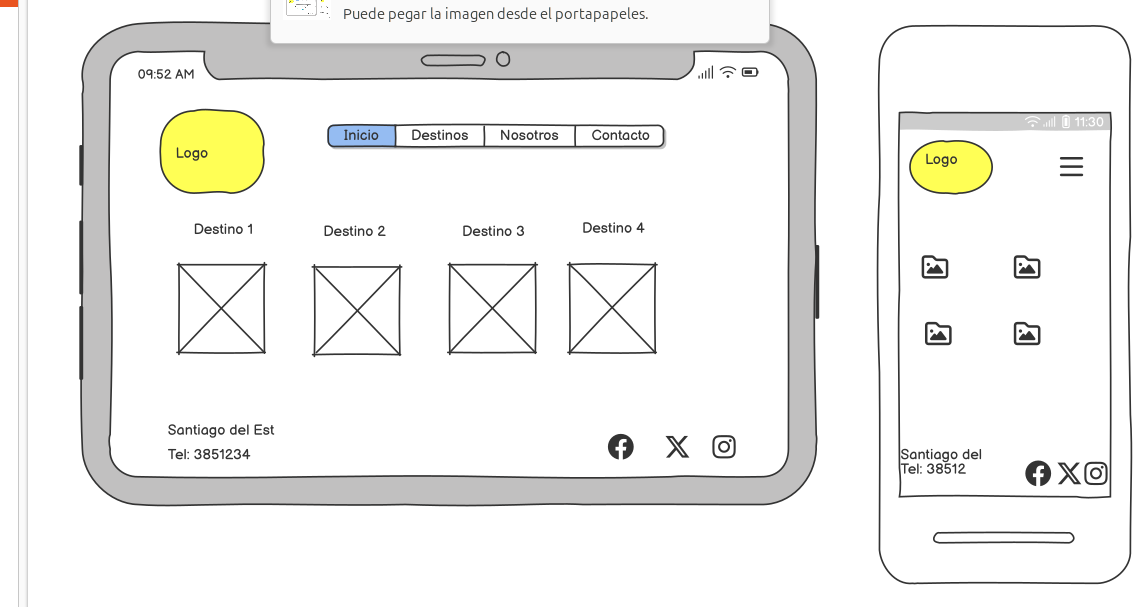 Puede pegar la imagen desde el portapapeles.
09:52 AM
Logo
Inicio Destinos Nosotros Contacto
Destino 1 Destino 2 Destino 3 Destino 4
Santiago del Est
Tel: 3851234
11:30
Logo
Santiago del
Tel: 38512